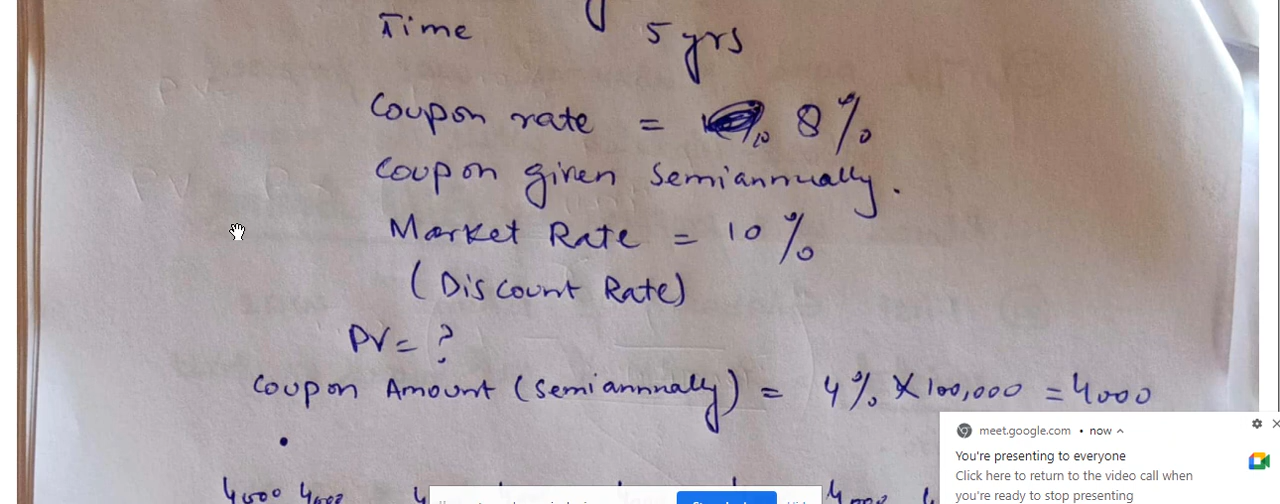 Time 5 yrs
Coupon rate = 8%
Coupon given Semiannually.
Market Rate = 10%
(Discount Rate)
PV = ?
Coupon Amount (Semiannually) = 4% × 100,000 = 4000
meet.google.com • now
You're presenting to everyone
Click here to return to the video call when
you're ready to stop presenting
4000 4000